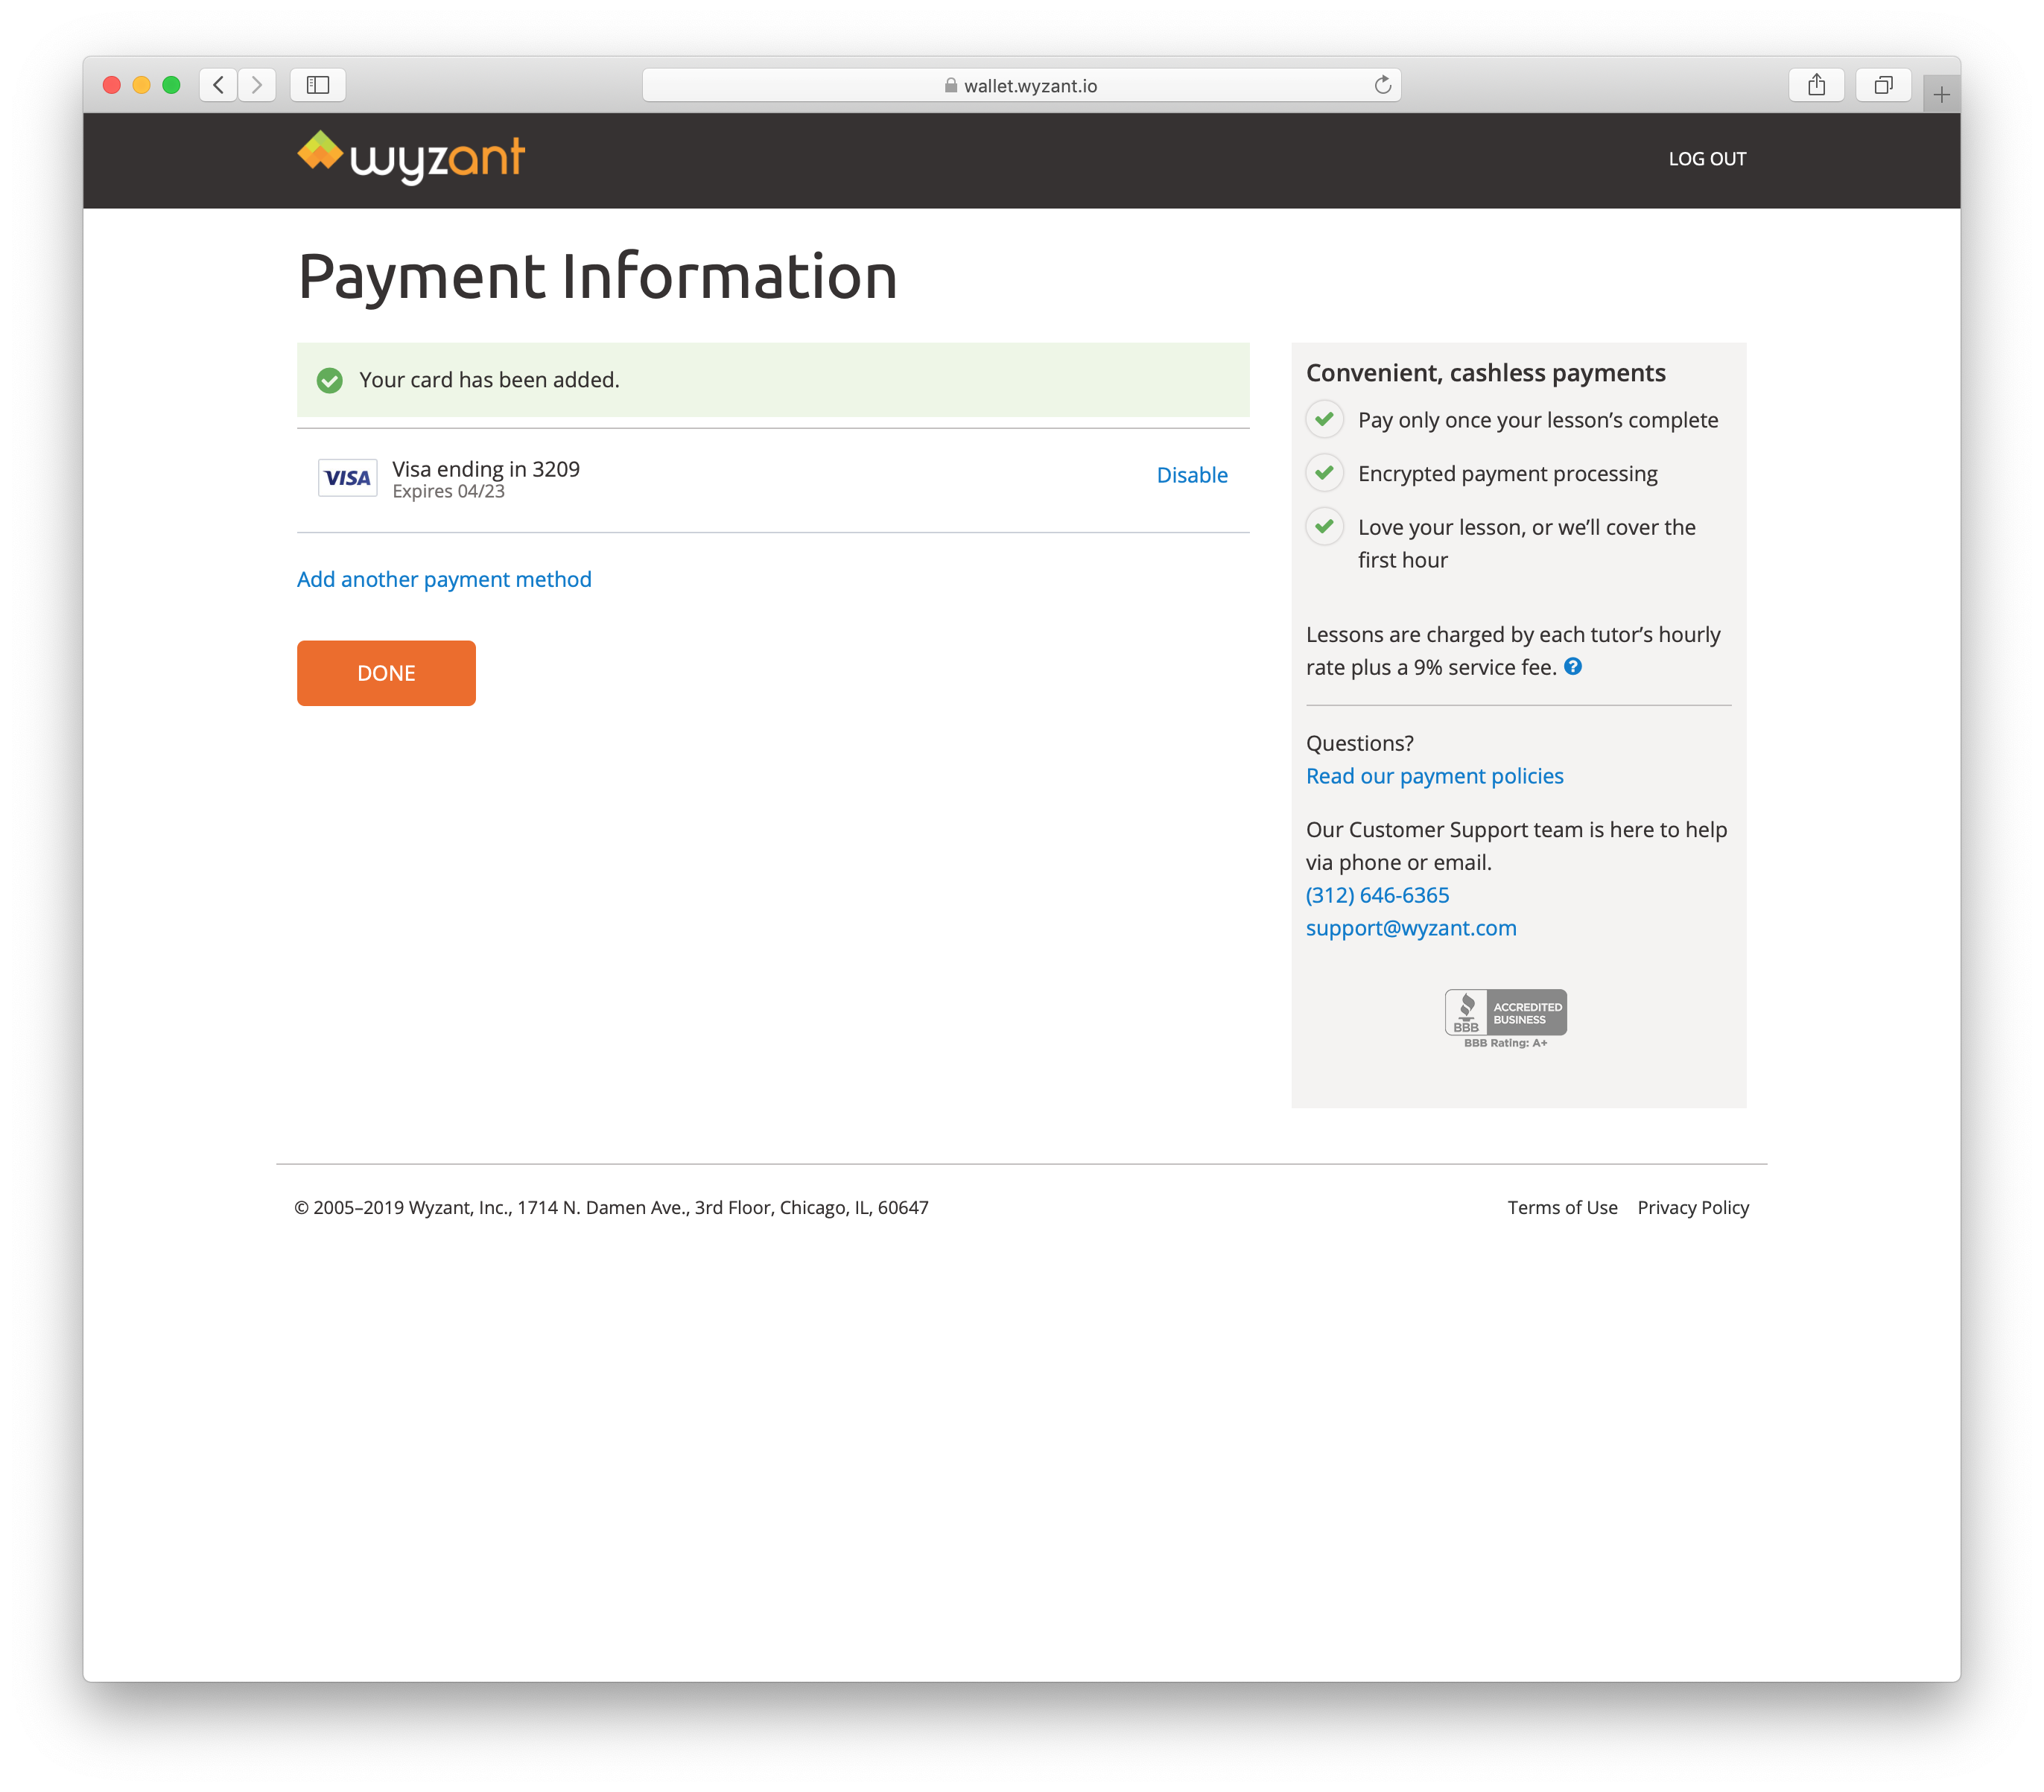 wallet.wyzant.io
wyzant
LOG OUT
Payment Information
Your card has been added.
VISA
Visa ending in 3209
Expires 04/23
Disable
Add another payment method
DONE
Convenient, cashless payments
Pay only once your lesson’s complete
Encrypted payment processing
Love your lesson, or we’ll cover the
first hour
Lessons are charged by each tutor’s hourly
rate plus a 9% service fee. ?
Questions?
Read our payment policies
Our Customer Support team is here to help
via phone or email.
(312) 646-6365
support@wyzant.com
BBB
ACCREDITED
BUSINESS
BBB Rating: A+
© 2005–2019 Wyzant, Inc., 1714 N. Damen Ave., 3rd Floor, Chicago, IL, 60647
Terms of Use Privacy Policy